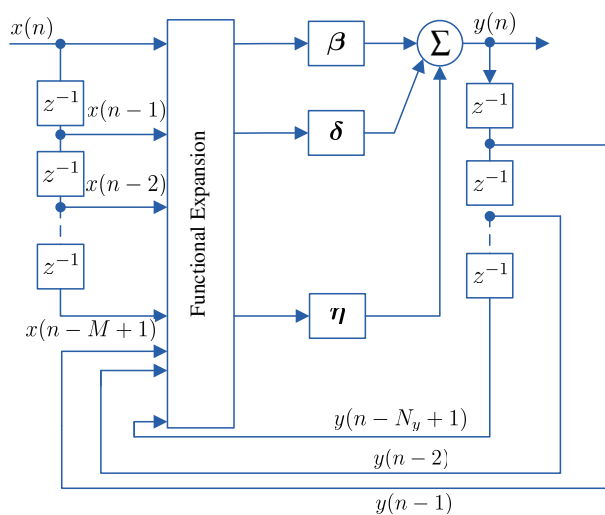 x(n)
z⁻¹
x(n − 1)
z⁻¹
x(n − 2)
z⁻¹
x(n − M + 1)
Functional Expansion
β
δ
η
Σ
y(n)
z⁻¹
z⁻¹
z⁻¹
y(n − N_y + 1)
y(n − 2)
y(n − 1)